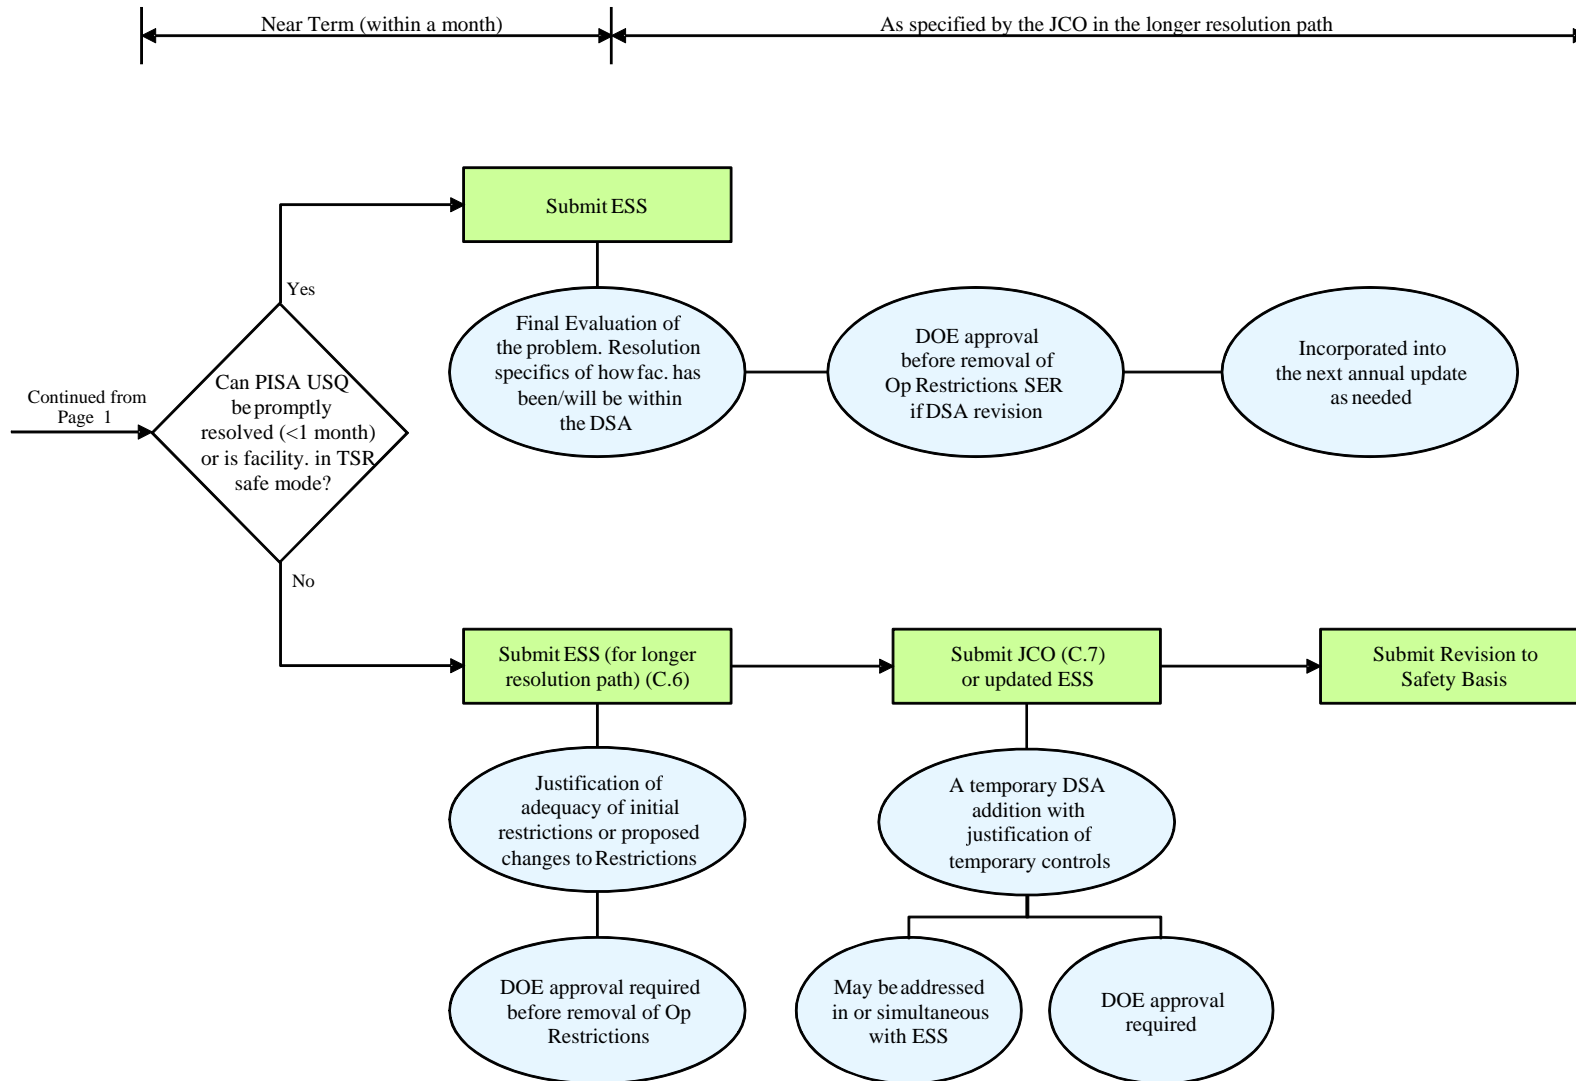 Near Term (within a month)
As specified by the JCO in the longer resolution path
Submit ESS
Yes
Final Evaluation of
the problem. Resolution
specifics of how fac. has
been/will be within
the DSA
DOE approval
before removal of
Op Restrictions. SER
if DSA revision
Incorporated into
the next annual update
as needed
Continued from
Page 1
Can PISA USQ
be promptly
resolved (<1 month)
or is facility. in TSR
safe mode?
No
Submit ESS (for longer
resolution path) (C.6)
Submit JCO (C.7)
or updated ESS
Submit Revision to
Safety Basis
Justification of
adequacy of initial
restrictions or proposed
changes to Restrictions
A temporary DSA
addition with
justification of
temporary controls
DOE approval required
before removal of Op
Restrictions
May be addressed
in or simultaneous
with ESS
DOE approval
required